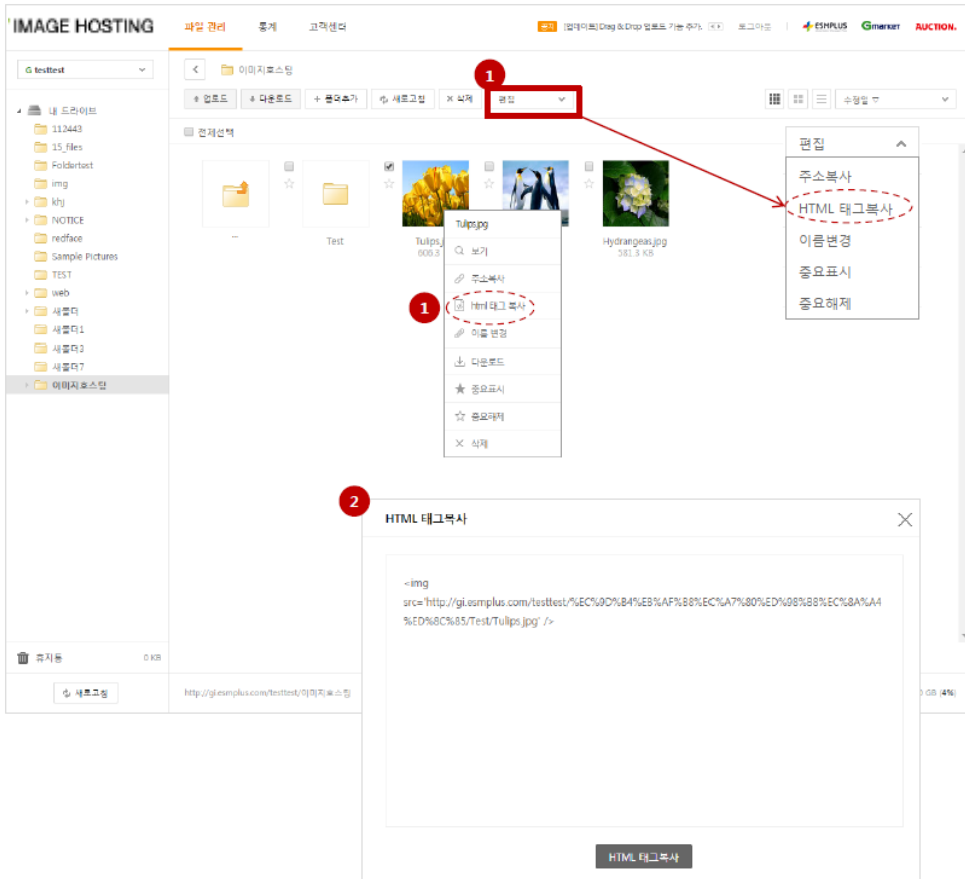 IMAGE HOSTING
파일 관리
통계
고객센터
공지
[업데이트] Drag & Drop 업로드 기능 추가.
로그아웃
ESMPLUS
Gmarket
AUCTION.
G testtest
이미지호스팅
1
업로드
다운로드
+ 폴더추가
새로고침
× 삭제
편집
수정일
전체선택
내 드라이브
112443
15_files
Foldertest
img
khj
NOTICE
redface
Sample Pictures
TEST
web
새폴더
새폴더1
새폴더3
새폴더7
이미지호스팅
편집
주소복사
HTML 태그복사
이름변경
중요표시
중요해제
...
Test
Tulips.j
606.3
Hydrangeas.jpg
581.3 KB
Tulips.jpg
보기
주소복사
1
html 태그 복사
이름 변경
다운로드
중요표시
중요해제
삭제
휴지통
0 KB
새로고침
http://gi.esmplus.com/testtest/이미지호스팅
0 GB (4%)
2
HTML 태그복사
<img
src='http://gi.esmplus.com/testtest/%EC%9D%B4%EB%AF%B8%EC%A7%80%ED%98%B8%EC%8A%A4
%ED%8C%85/Test/Tulips.jpg' />
HTML 태그복사